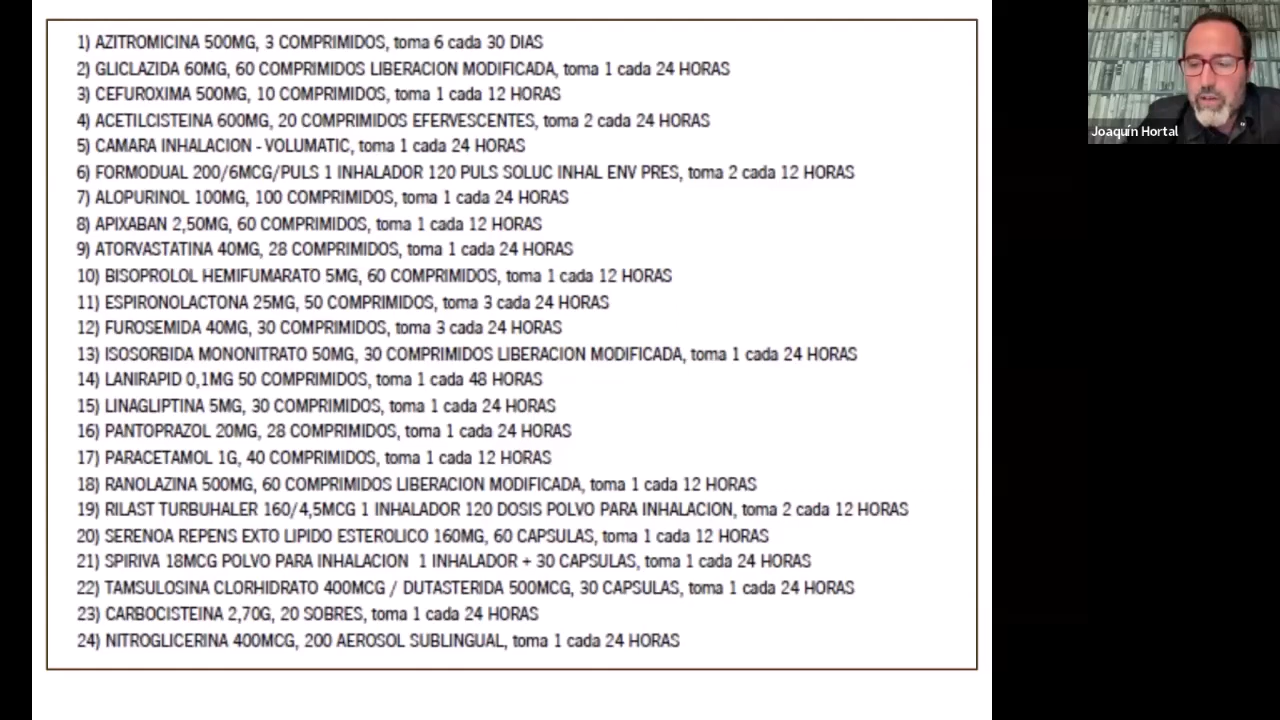 1) AZITROMICINA 500MG, 3 COMPRIMIDOS, toma 6 cada 30 DIAS
2) GLICLAZIDA 60MG, 60 COMPRIMIDOS LIBERACION MODIFICADA, toma 1 cada 24 HORAS
3) CEFUROXIMA 500MG, 10 COMPRIMIDOS, toma 1 cada 12 HORAS
4) ACETILCISTEINA 600MG, 20 COMPRIMIDOS EFERVESCENTES, toma 2 cada 24 HORAS
5) CAMARA INHALACION - VOLUMATIC, toma 1 cada 24 HORAS
6) FORMODUAL 200/6MCG/PULS 1 INHALADOR 120 PULS SOLUC INHAL ENV PRES, toma 2 cada 12 HORAS
7) ALOPURINOL 100MG, 100 COMPRIMIDOS, toma 1 cada 24 HORAS
8) APIXABAN 2,50MG, 60 COMPRIMIDOS, toma 1 cada 12 HORAS
9) ATORVASTATINA 40MG, 28 COMPRIMIDOS, toma 1 cada 24 HORAS
10) BISOPROLOL HEMIFUMARATO 5MG, 60 COMPRIMIDOS, toma 1 cada 12 HORAS
11) ESPIRONOLACTONA 25MG, 50 COMPRIMIDOS, toma 3 cada 24 HORAS
12) FUROSEMIDA 40MG, 30 COMPRIMIDOS, toma 3 cada 24 HORAS
13) ISOSORBIDA MONONITRATO 50MG, 30 COMPRIMIDOS LIBERACION MODIFICADA, toma 1 cada 24 HORAS
14) LANIRAPID 0,1MG 50 COMPRIMIDOS, toma 1 cada 48 HORAS
15) LINAGLIPTINA 5MG, 30 COMPRIMIDOS, toma 1 cada 24 HORAS
16) PANTOPRAZOL 20MG, 28 COMPRIMIDOS, toma 1 cada 24 HORAS
17) PARACETAMOL 1G, 40 COMPRIMIDOS, toma 1 cada 12 HORAS
18) RANOLAZINA 500MG, 60 COMPRIMIDOS LIBERACION MODIFICADA, toma 1 cada 12 HORAS
19) RILAST TURBUHALER 160/4,5MCG 1 INHALADOR 120 DOSIS POLVO PARA INHALACION, toma 2 cada 12 HORAS
20) SERENOA REPENS EXTO LIPIDO ESTEROLICO 160MG, 60 CAPSULAS, toma 1 cada 12 HORAS
21) SPIRIVA 18MCG POLVO PARA INHALACION 1 INHALADOR + 30 CAPSULAS, toma 1 cada 24 HORAS
22) TAMSULOSINA CLORHIDRATO 400MCG / DUTASTERIDA 500MCG, 30 CAPSULAS, toma 1 cada 24 HORAS
23) CARBOCISTEINA 2,70G, 20 SOBRES, toma 1 cada 24 HORAS
24) NITROGLICERINA 400MCG, 200 AEROSOL SUBLINGUAL, toma 1 cada 24 HORAS
Joaquín Hortal